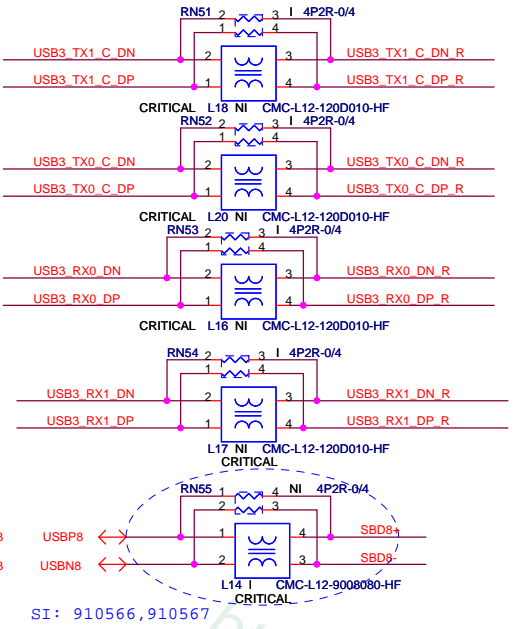 RN51 2 3 I 4P2R-0/4
1 4
USB3_TX1_C_DN 2 3 USB3_TX1_C_DN_R
USB3_TX1_C_DP 1 4 USB3_TX1_C_DP_R
CRITICAL L18 NI CMC-L12-120D010-HF
RN52 2 3 I 4P2R-0/4
1 4
USB3_TX0_C_DN 2 3 USB3_TX0_C_DN_R
USB3_TX0_C_DP 1 4 USB3_TX0_C_DP_R
CRITICAL L20 NI CMC-L12-120D010-HF
RN53 2 3 I 4P2R-0/4
1 4
USB3_RX0_DN 2 3 USB3_RX0_DN_R
USB3_RX0_DP 1 4 USB3_RX0_DP_R
CRITICAL L16 NI CMC-L12-120D010-HF
RN54 2 3 I 4P2R-0/4
1 4
USB3_RX1_DN 2 3 USB3_RX1_DN_R
USB3_RX1_DP 1 4 USB3_RX1_DP_R
L17 NI CMC-L12-120D010-HF
CRITICAL
RN55 1 4 NI 4P2R-0/4
2 3
USBP8 1 4 SBD8+
USBN8 2 3 SBD8-
L14 I CMC-L12-9008080-HF
CRITICAL
SI: 910566,910567